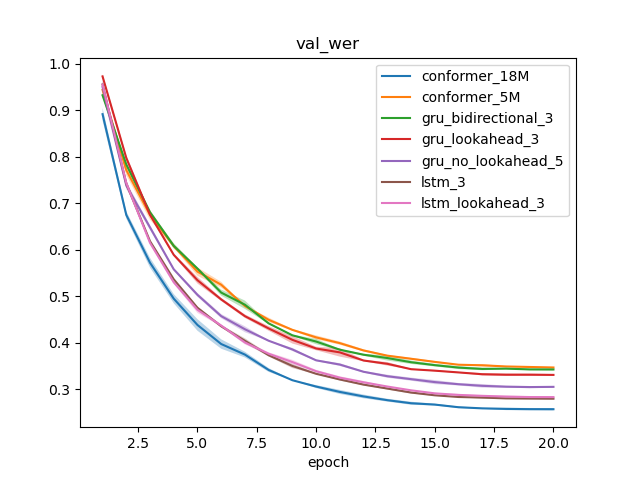 val_wer
1.0
0.9
0.8
0.7
0.6
0.5
0.4
0.3
conformer_18M
conformer_5M
gru_bidirectional_3
gru_lookahead_3
gru_no_lookahead_5
lstm_3
lstm_lookahead_3
2.5 5.0 7.5 10.0 12.5 15.0 17.5 20.0
epoch